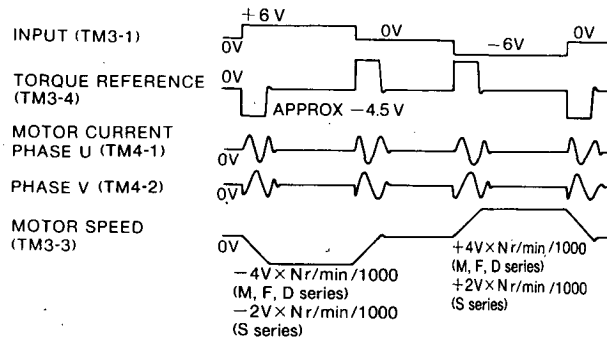 +6V
INPUT (TM3-1)
0V
0V
-6V
0V
TORQUE REFERENCE
(TM3-4)
0V
APPROX -4.5 V
MOTOR CURRENT
PHASE U (TM4-1)
0V
PHASE V (TM4-2)
0V
MOTOR SPEED
(TM3-3)
0V
-4V×Nr/min/1000
(M, F, D series)
-2V×Nr/min/1000
(S series)
+4V×Nr/min/1000
(M, F, D series)
+2V×Nr/min/1000
(S series)